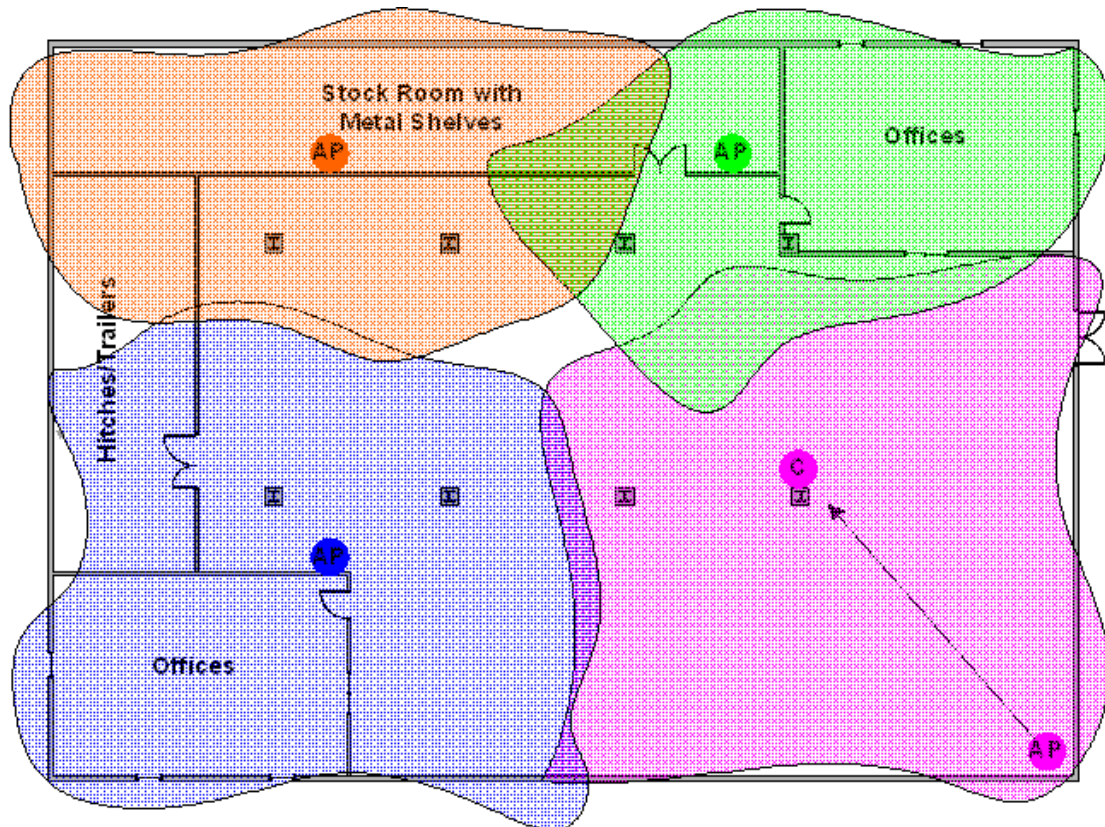 Stock Room with
Metal Shelves
AP
AP
Offices
Hitches/Trailers
I
I
I
I
C
I
I
I
I
AP
Offices
AP